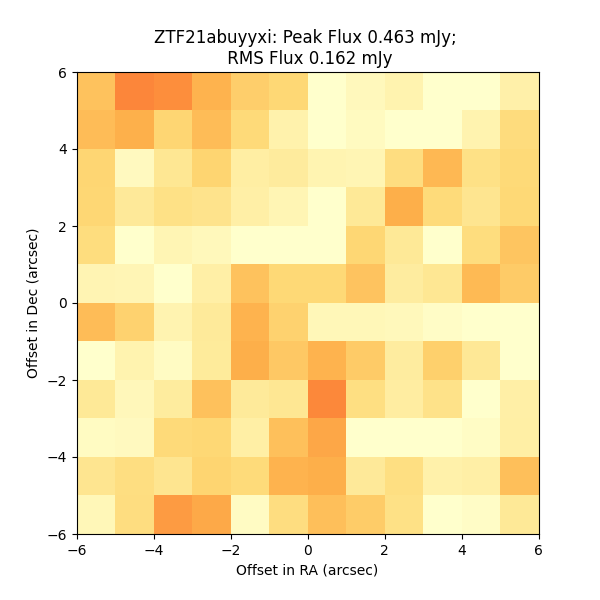 ZTF21abuyyxi: Peak Flux 0.463 mJy;
RMS Flux 0.162 mJy
6
4
2
0
−2
−4
−6
Offset in Dec (arcsec)
−6 −4 −2 0 2 4 6
Offset in RA (arcsec)